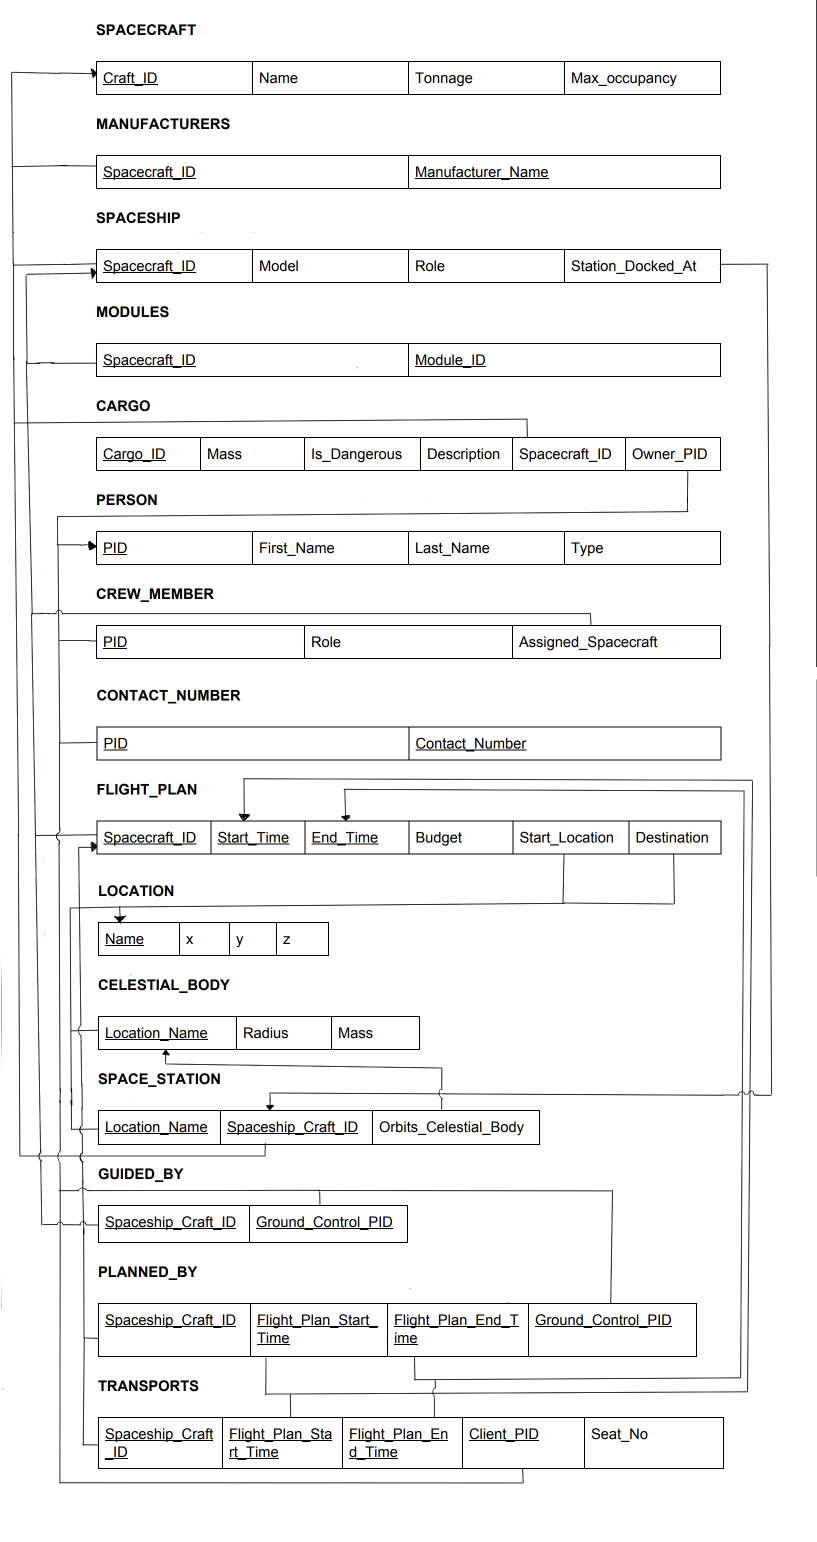 SPACECRAFT
Craft_ID Name Tonnage Max_occupancy
MANUFACTURERS
Spacecraft_ID Manufacturer_Name
SPACESHIP
Spacecraft_ID Model Role Station_Docked_At
MODULES
Spacecraft_ID Module_ID
CARGO
Cargo_ID Mass Is_Dangerous Description Spacecraft_ID Owner_PID
PERSON
PID First_Name Last_Name Type
CREW_MEMBER
PID Role Assigned_Spacecraft
CONTACT_NUMBER
PID Contact_Number
FLIGHT_PLAN
Spacecraft_ID Start_Time End_Time Budget Start_Location Destination
LOCATION
Name x y z
CELESTIAL_BODY
Location_Name Radius Mass
SPACE_STATION
Location_Name Spaceship_Craft_ID Orbits_Celestial_Body
GUIDED_BY
Spaceship_Craft_ID Ground_Control_PID
PLANNED_BY
Spaceship_Craft_ID Flight_Plan_Start_ Flight_Plan_End_T Ground_Control_PID
Time ime
TRANSPORTS
Spaceship_Craft Flight_Plan_Sta Flight_Plan_En Client_PID Seat_No
_ID rt_Time d_Time